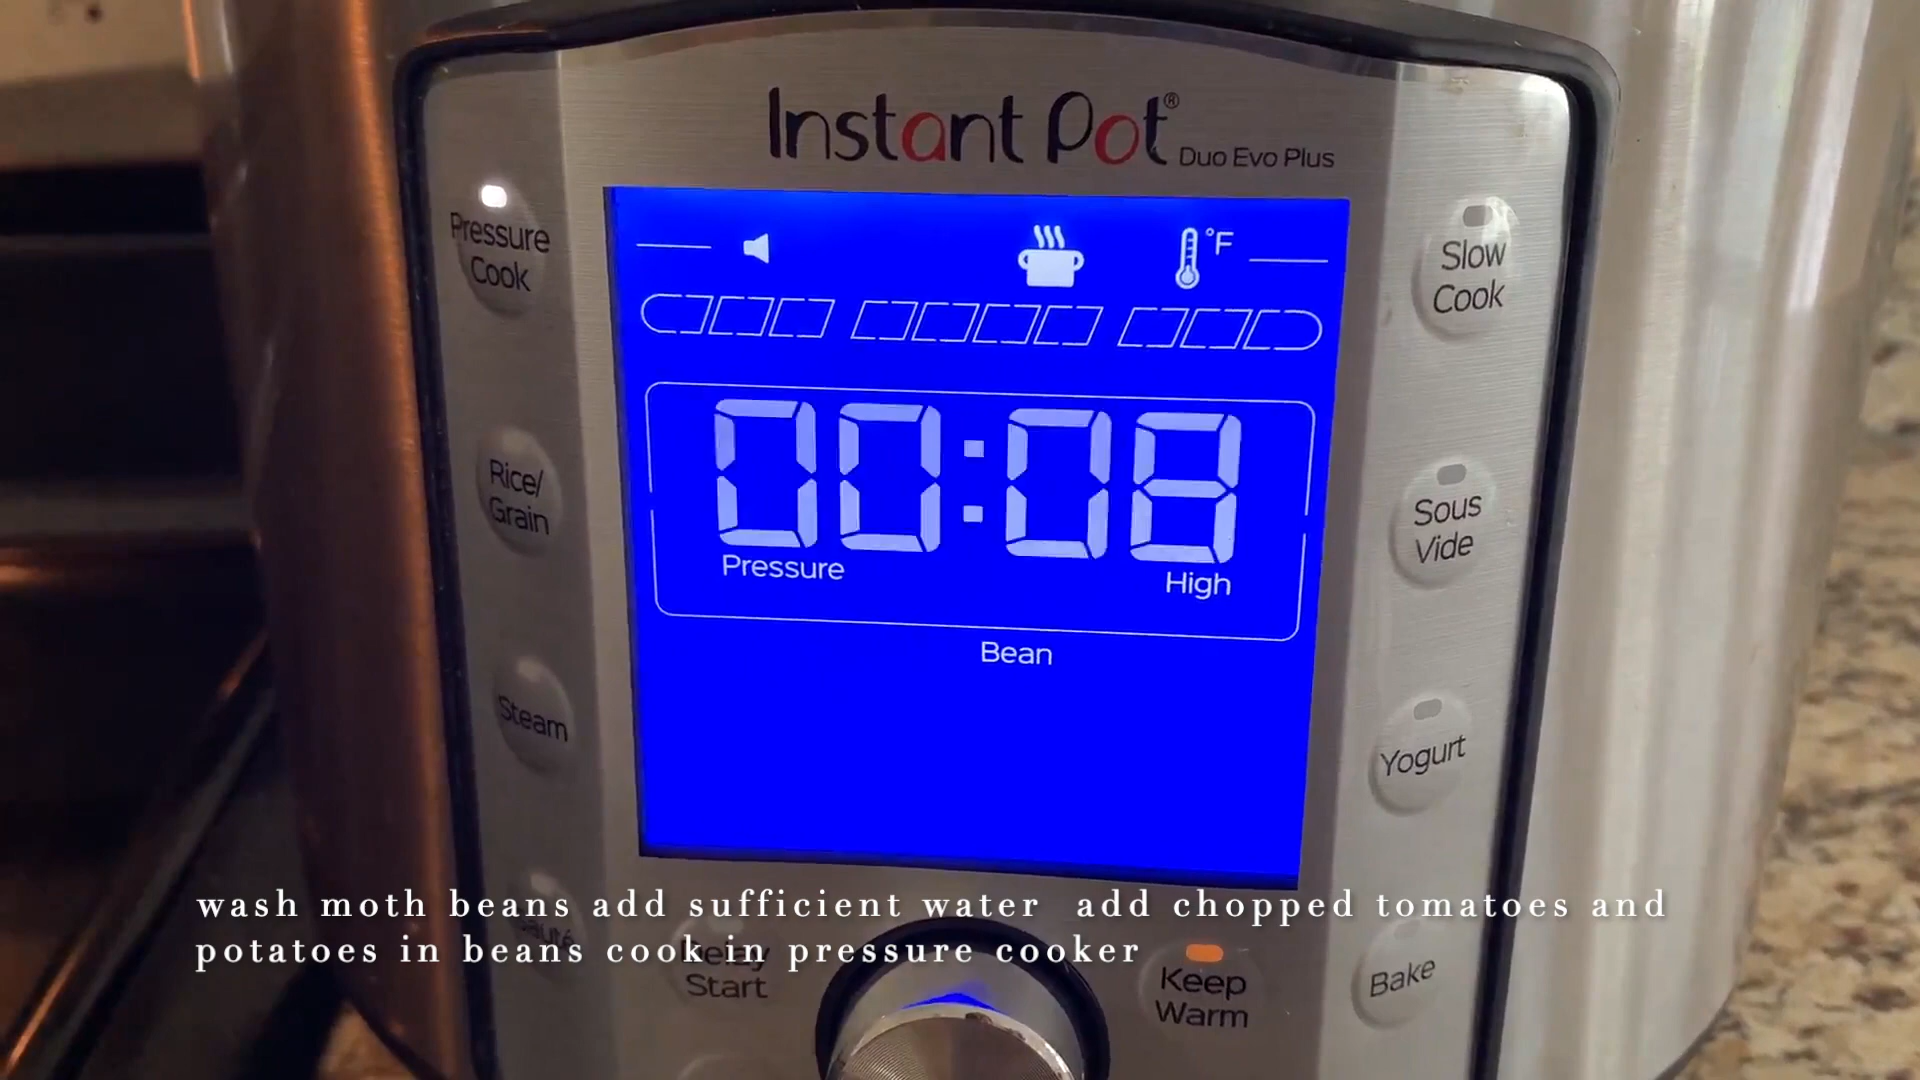 Instant Pot® Duo Evo Plus
Pressure
Cook
Rice/
Grain
Steam
°F
00:08
Pressure High
Bean
Slow
Cook
Sous
Vide
Yogurt
Bake
Delay
Start
Keep
Warm
wash moth beans add sufficient water add chopped tomatoes and
potatoes in beans cook in pressure cooker